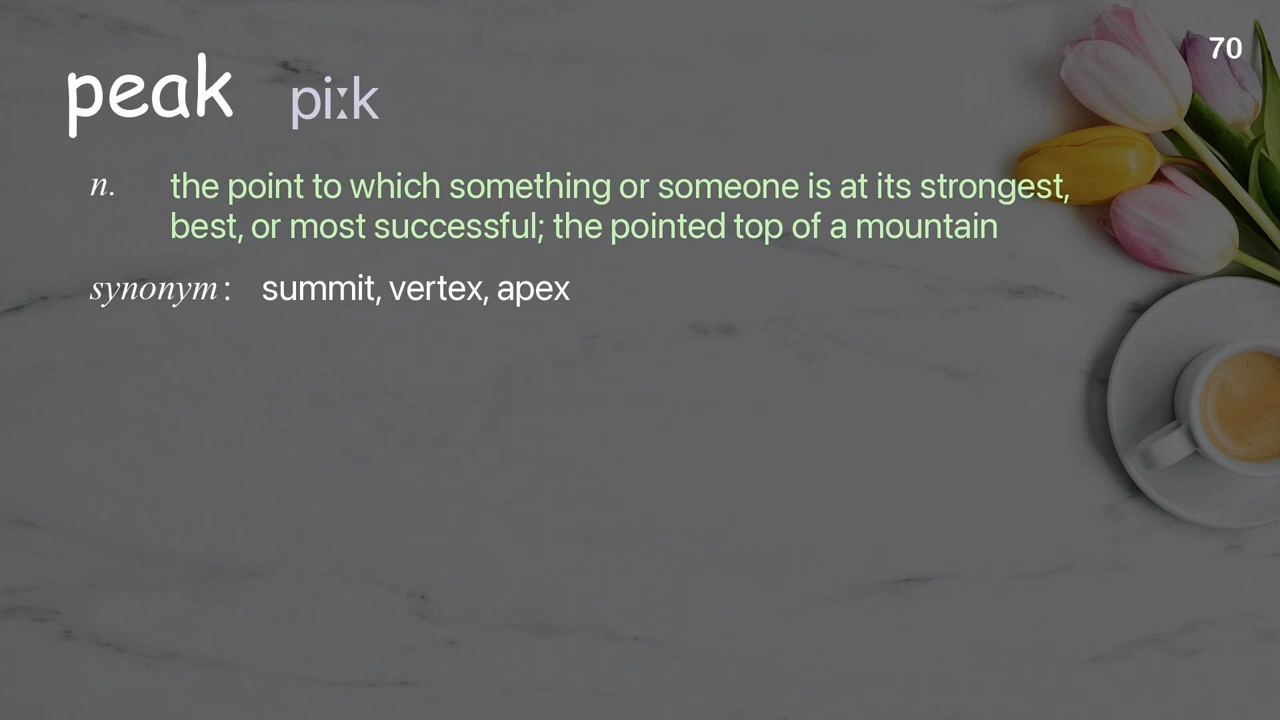 70
peak piːk
n. the point to which something or someone is at its strongest,
best, or most successful; the pointed top of a mountain
synonym : summit, vertex, apex